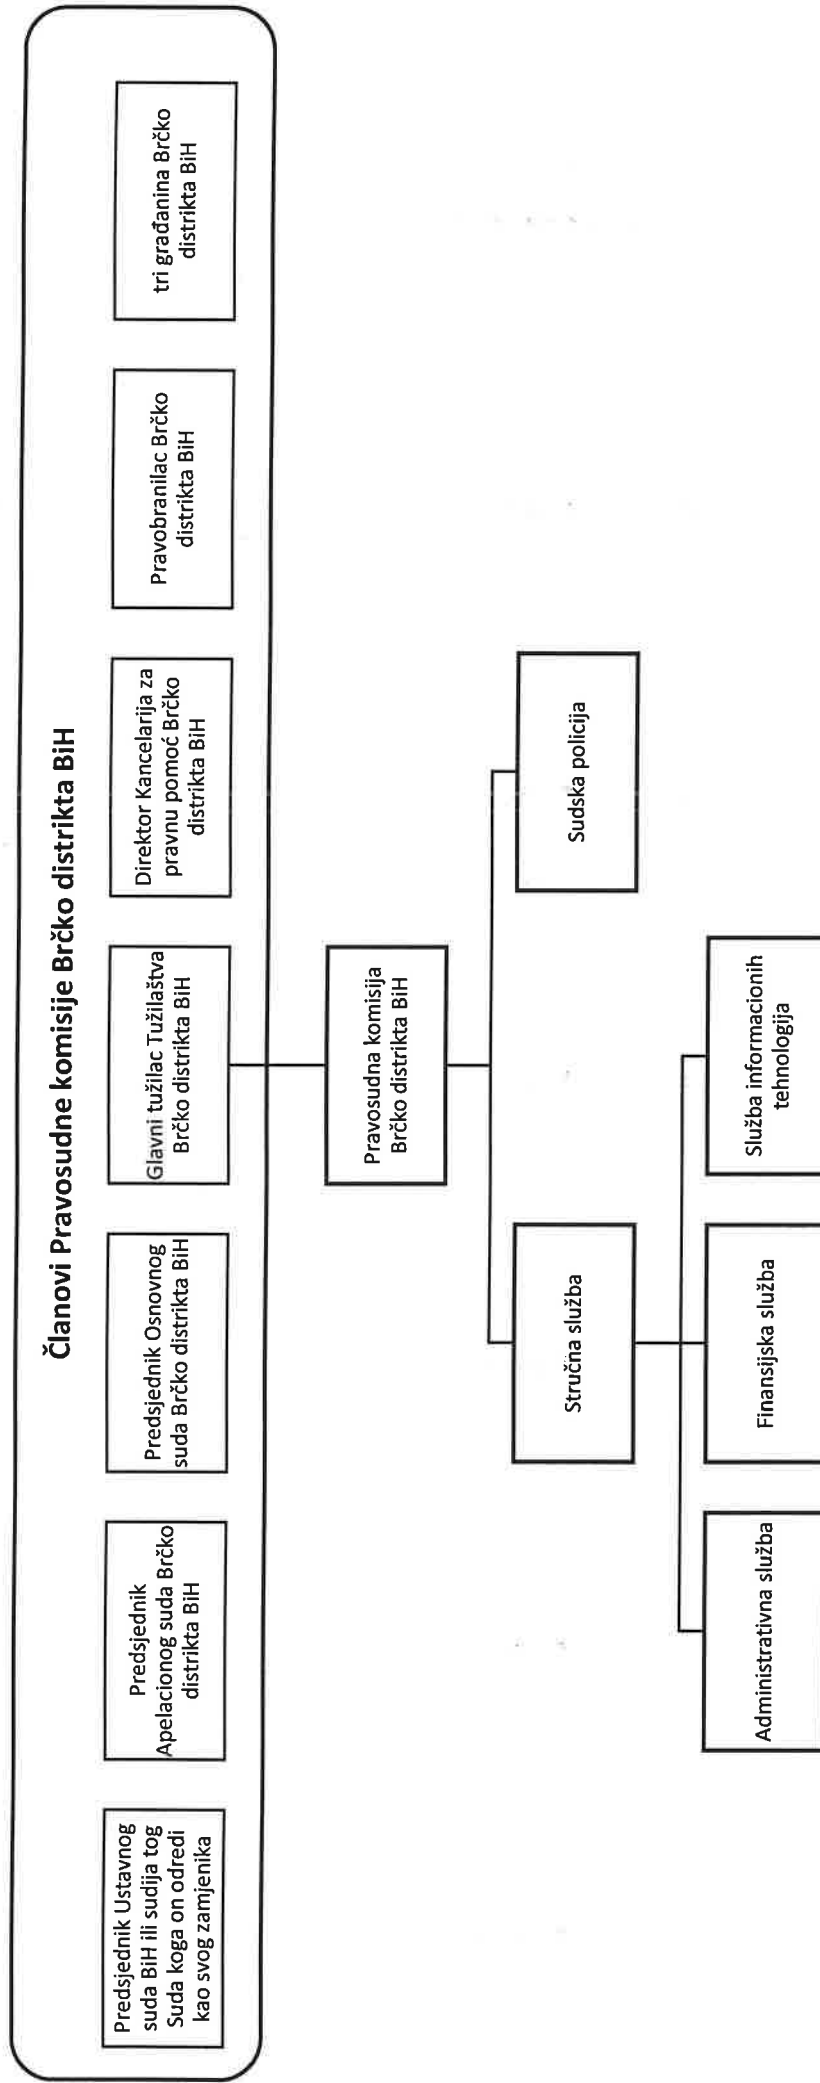 Članovi Pravosudne komisije Brčko distrikta BiH
Predsjednik Ustavnog
suda BiH ili sudija tog
Suda koga on odredi
kao svog zamjenika
Predsjednik
Apelacionog suda Brčko
distrikta BiH
Predsjednik Osnovnog
suda Brčko distrikta BiH
Glavni tužilac Tužilaštva
Brčko distrikta BiH
Direktor Kancelarija za
pravnu pomoć Brčko
distrikta BiH
Pravobranilac Brčko
distrikta BiH
tri građanina Brčko
distrikta BiH
Pravosudna komisija
Brčko distrikta BiH
Stručna služba
Sudska policija
Administrativna služba
Finansijska služba
Služba informacionih
tehnologija